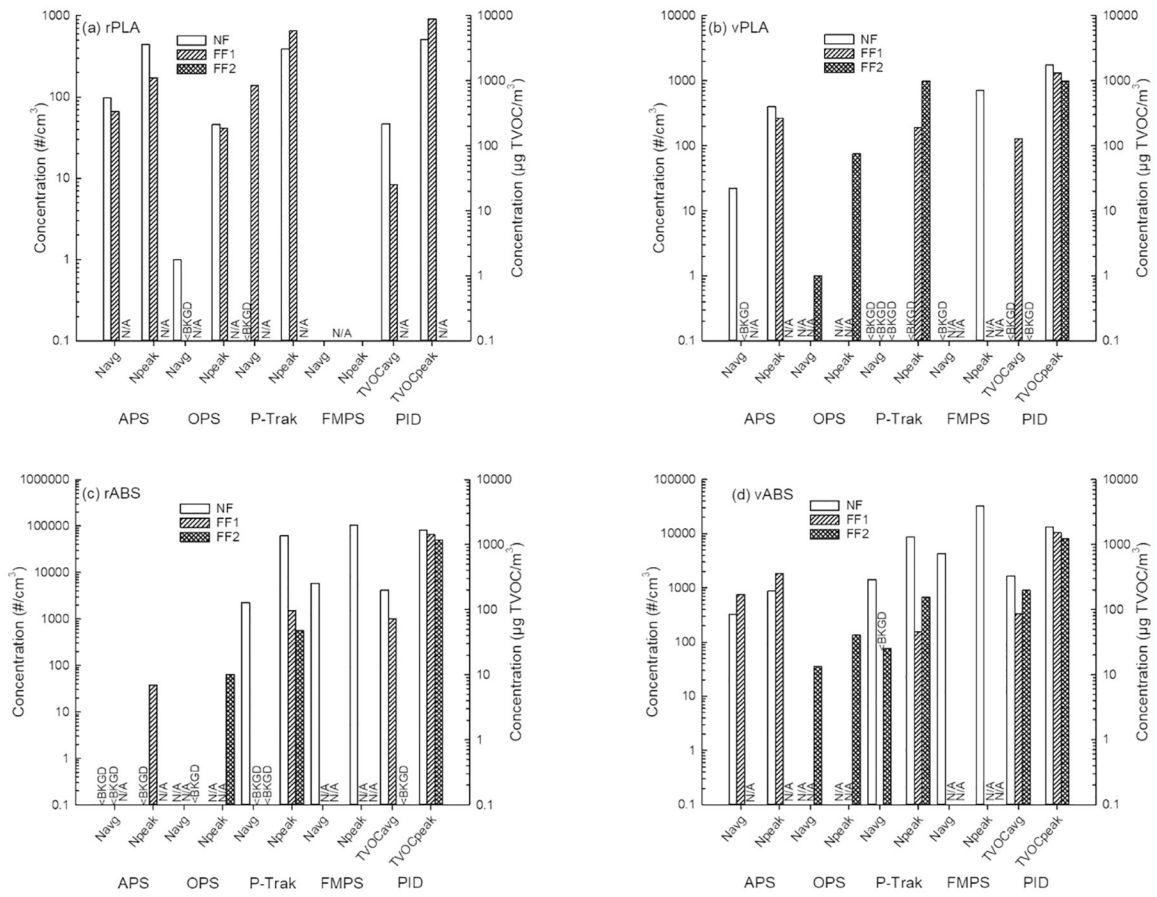 (a) rPLA
NF
FF1
FF2
Concentration (#/cm³)
1000
100
10
1
0.1
Concentration (µg TVOC/m³)
10000
1000
100
10
1
0.1
N/A
N/A
<BKGD
N/A
N/A
<BKGD
N/A
N/A
N/A
N/A
N/A
Navg
Npeak
Navg
Npeak
Navg
Npeak
Navg
Npeak
TVOCavg
TVOCpeak
APS OPS P-Trak FMPS PID
(b) vPLA
NF
FF1
FF2
Concentration (#/cm³)
10000
1000
100
10
1
0.1
Concentration (µg TVOC/m³)
10000
1000
100
10
1
0.1
<BKGD
N/A
N/A
N/A
N/A
N/A
N/A
<BKGD
<BKGD
<BKGD
<BKGD
<BKGD
N/A
N/A
N/A
N/A
<BKGD
<BKGD
Navg
Npeak
Navg
Npeak
Navg
Npeak
Navg
Npeak
TVOCavg
TVOCpeak
APS OPS P-Trak FMPS PID
(c) rABS
NF
FF1
FF2
Concentration (#/cm³)
1000000
100000
10000
1000
100
10
1
0.1
Concentration (µg TVOC/m³)
10000
1000
100
10
1
0.1
<BKGD
<BKGD
N/A
<BKGD
N/A
N/A
N/A
<BKGD
N/A
N/A
<BKGD
<BKGD
N/A
N/A
N/A
N/A
<BKGD
Navg
Npeak
Navg
Npeak
Navg
Npeak
Navg
Npeak
TVOCavg
TVOCpeak
APS OPS P-Trak FMPS PID
(d) vABS
NF
FF1
FF2
Concentration (#/cm³)
100000
10000
1000
100
10
1
0.1
Concentration (µg TVOC/m³)
10000
1000
100
10
1
0.1
N/A
N/A
N/A
N/A
N/A
N/A
<BKGD
N/A
N/A
N/A
N/A
Navg
Npeak
Navg
Npeak
Navg
Npeak
Navg
Npeak
TVOCavg
TVOCpeak
APS OPS P-Trak FMPS PID